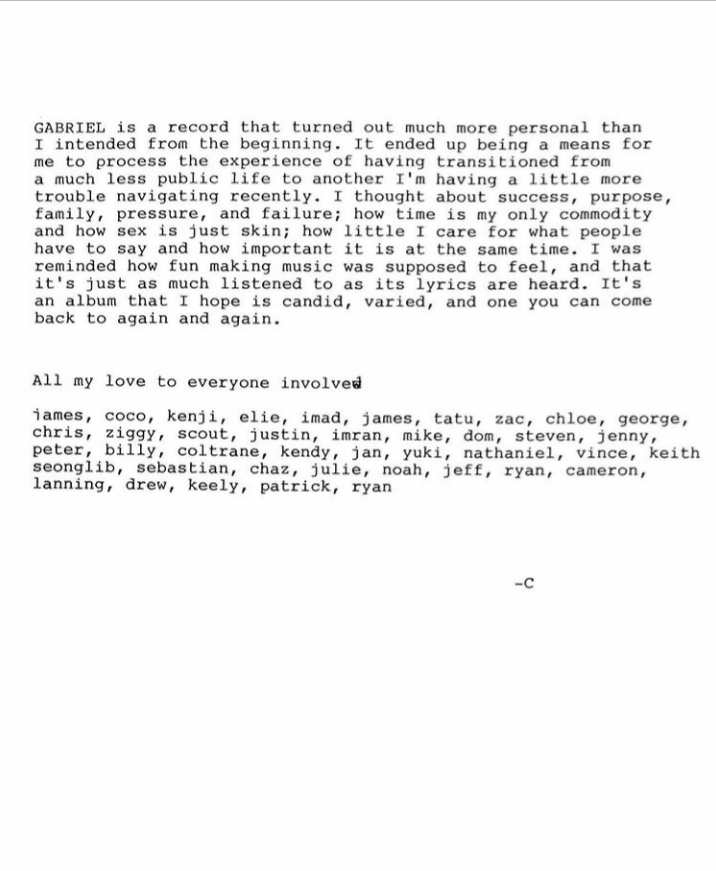 GABRIEL is a record that turned out much more personal than
I intended from the beginning. It ended up being a means for
me to process the experience of having transitioned from
a much less public life to another I'm having a little more
trouble navigating recently. I thought about success, purpose,
family, pressure, and failure; how time is my only commodity
and how sex is just skin; how little I care for what people
have to say and how important it is at the same time. I was
reminded how fun making music was supposed to feel, and that
it's just as much listened to as its lyrics are heard. It's
an album that I hope is candid, varied, and one you can come
back to again and again.
All my love to everyone involved
james, coco, kenji, elie, imad, james, tatu, zac, chloe, george,
chris, ziggy, scout, justin, imran, mike, dom, steven, jenny,
peter, billy, coltrane, kendy, jan, yuki, nathaniel, vince, keith
seonglib, sebastian, chaz, julie, noah, jeff, ryan, cameron,
lanning, drew, keely, patrick, ryan
-C